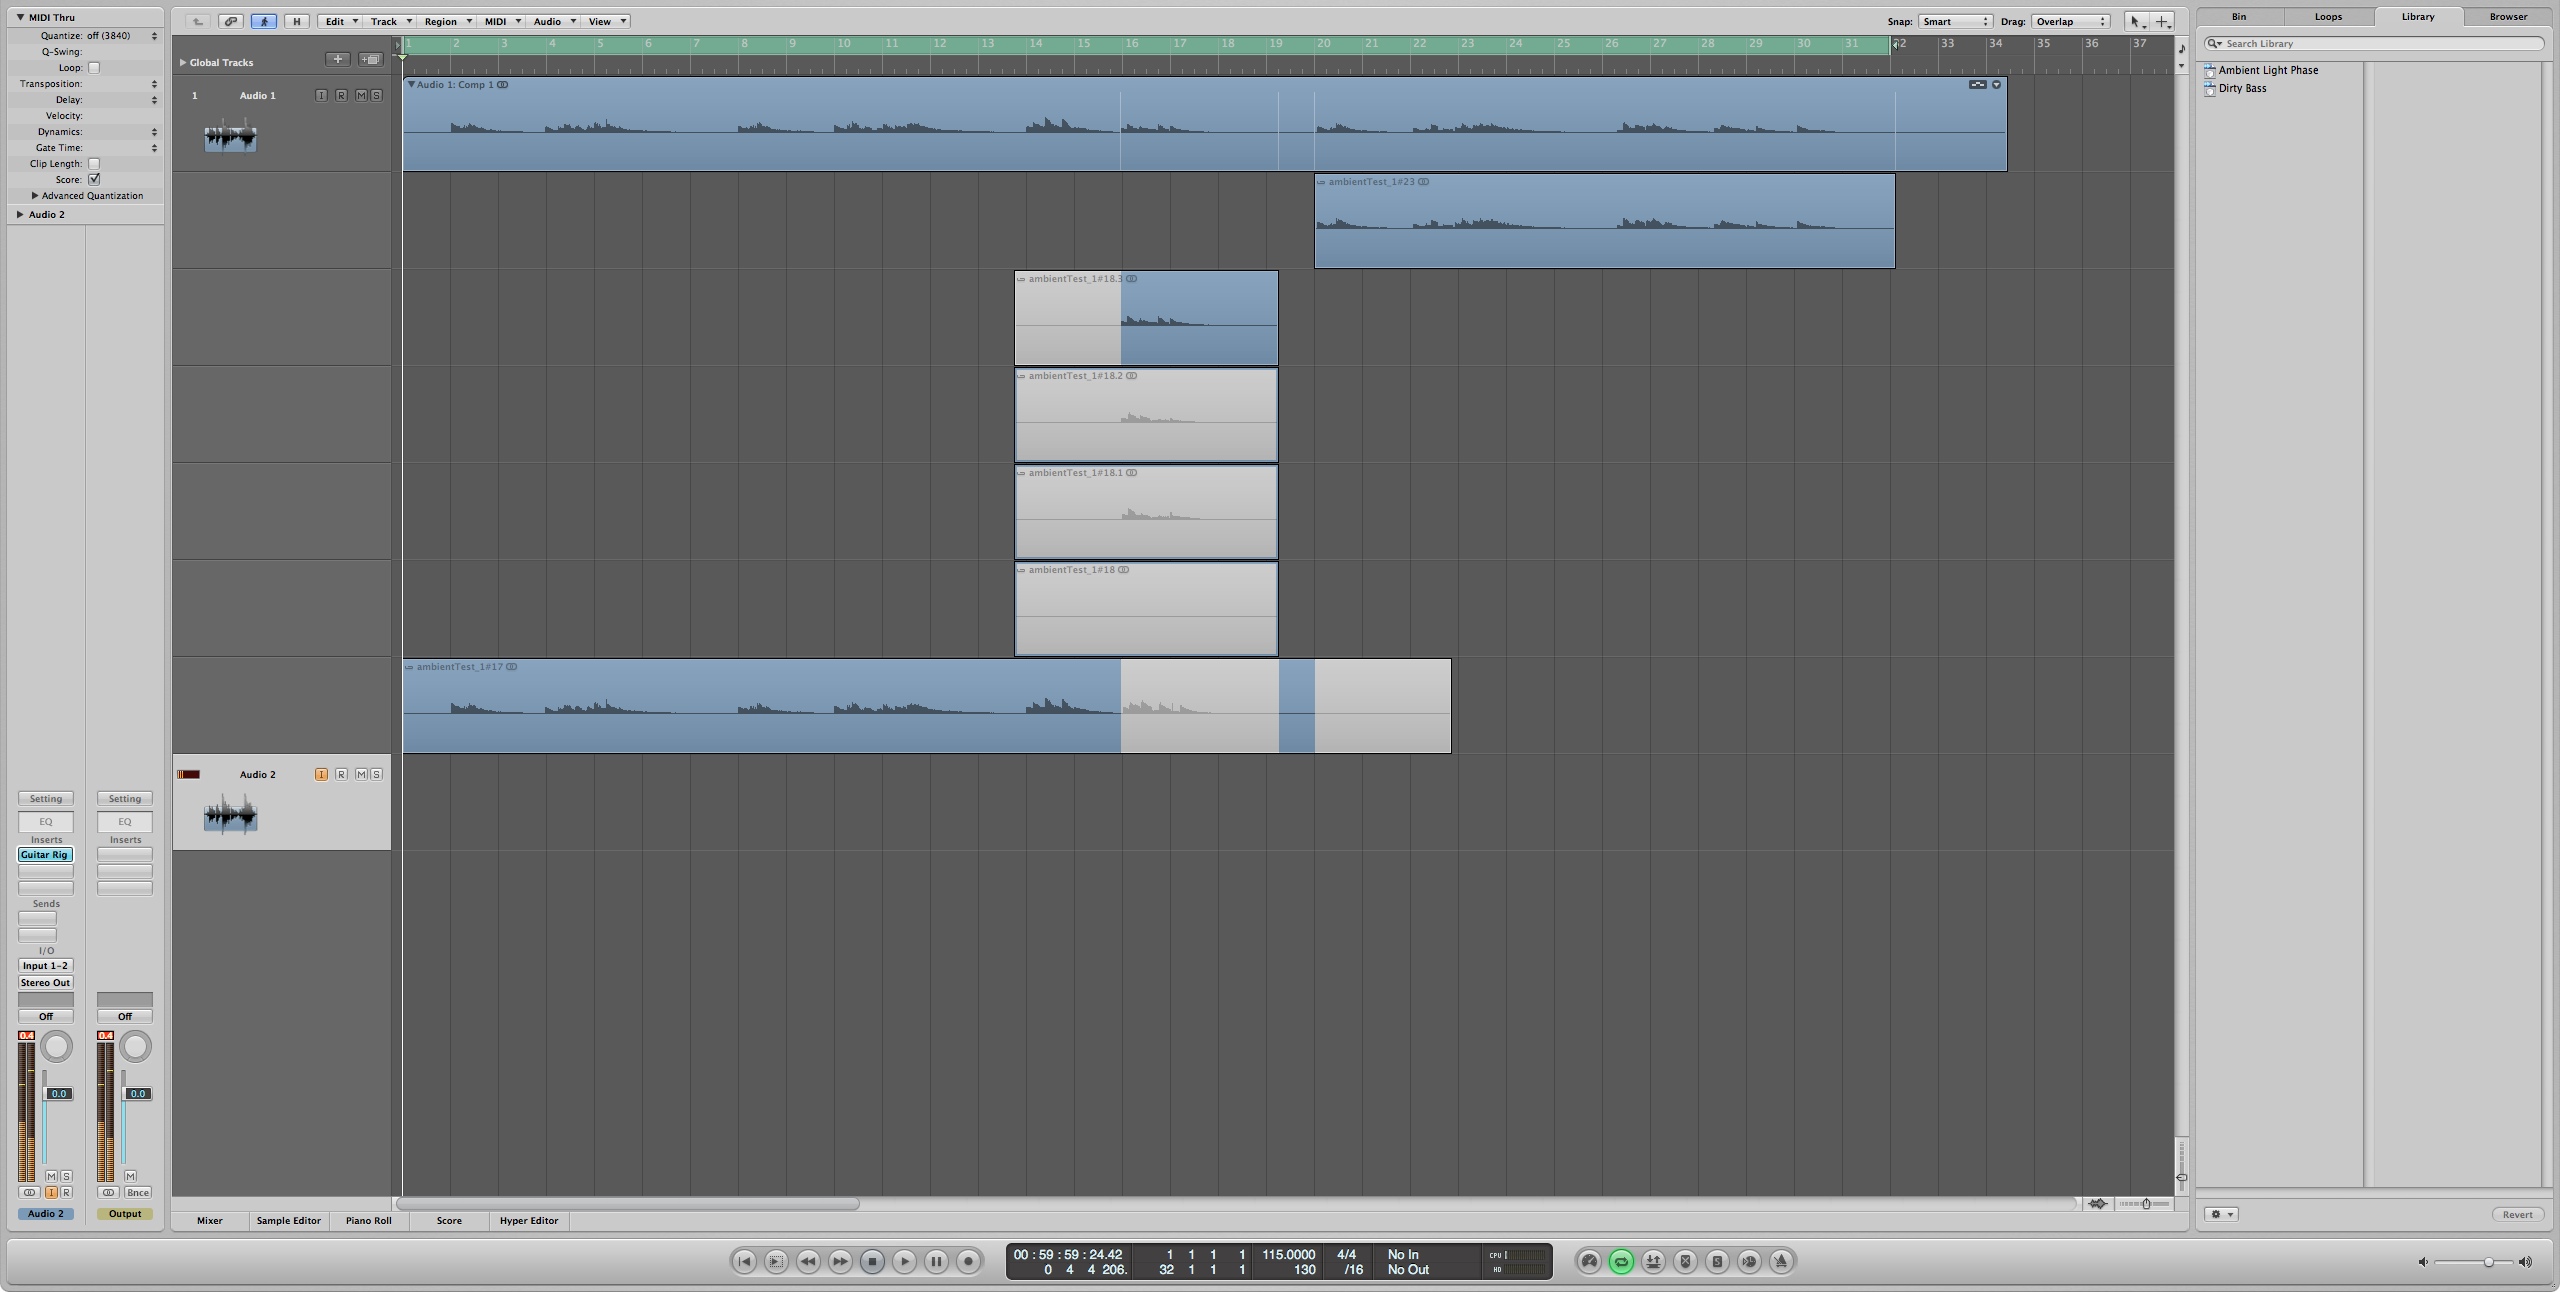 MIDI Thru
Quantize: off (3840)
Q-Swing:
Loop:
Transposition:
Delay:
Velocity:
Dynamics:
Gate Time:
Clip Length:
Score:
Advanced Quantization
Audio 2
Setting Setting
EQ EQ
Inserts Inserts
Guitar Rig
Sends
I/O
Input 1-2
Stereo Out
Off Off
0.4 0.4
0.0 0.0
M S M
I R Bnce
Audio 2 Output
H Edit Track Region MIDI Audio View
Snap: Smart Drag: Overlap
Global Tracks
1 2 3 4 5 6 7 8 9 10 11 12 13 14 15 16 17 18 19 20 21 22 23 24 25 26 27 28 29 30 31 32 33 34 35 36 37
1 Audio 1 I R M S
Audio 1: Comp 1
ambientTest_1#23
ambientTest_1#18.3
ambientTest_1#18.2
ambientTest_1#18.1
ambientTest_1#18
ambientTest_1#17
Audio 2 I R M S
Mixer Sample Editor Piano Roll Score Hyper Editor
00:59:59:24.42 1 1 1 1 115.0000 4/4 No In CPU
0 4 4 206. 32 1 1 1 130 /16 No Out HD
S
Bin Loops Library Browser
Search Library
Ambient Light Phase
Dirty Bass
Revert